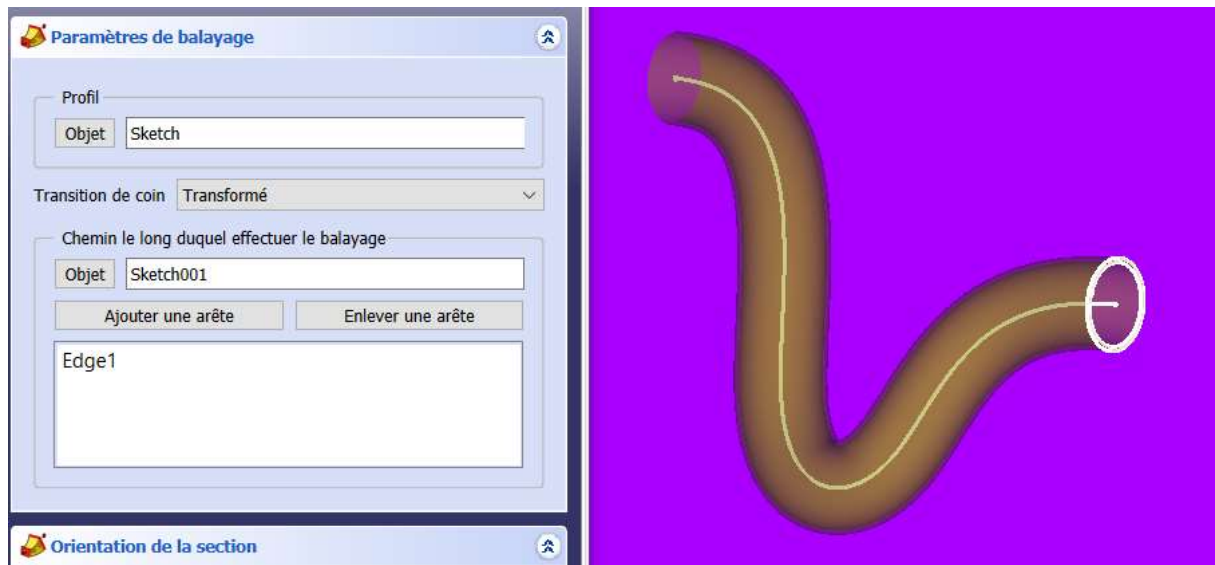 Paramètres de balayage
Profil
Objet Sketch
Transition de coin Transformé
Chemin le long duquel effectuer le balayage
Objet Sketch001
Ajouter une arête Enlever une arête
Edge1
Orientation de la section